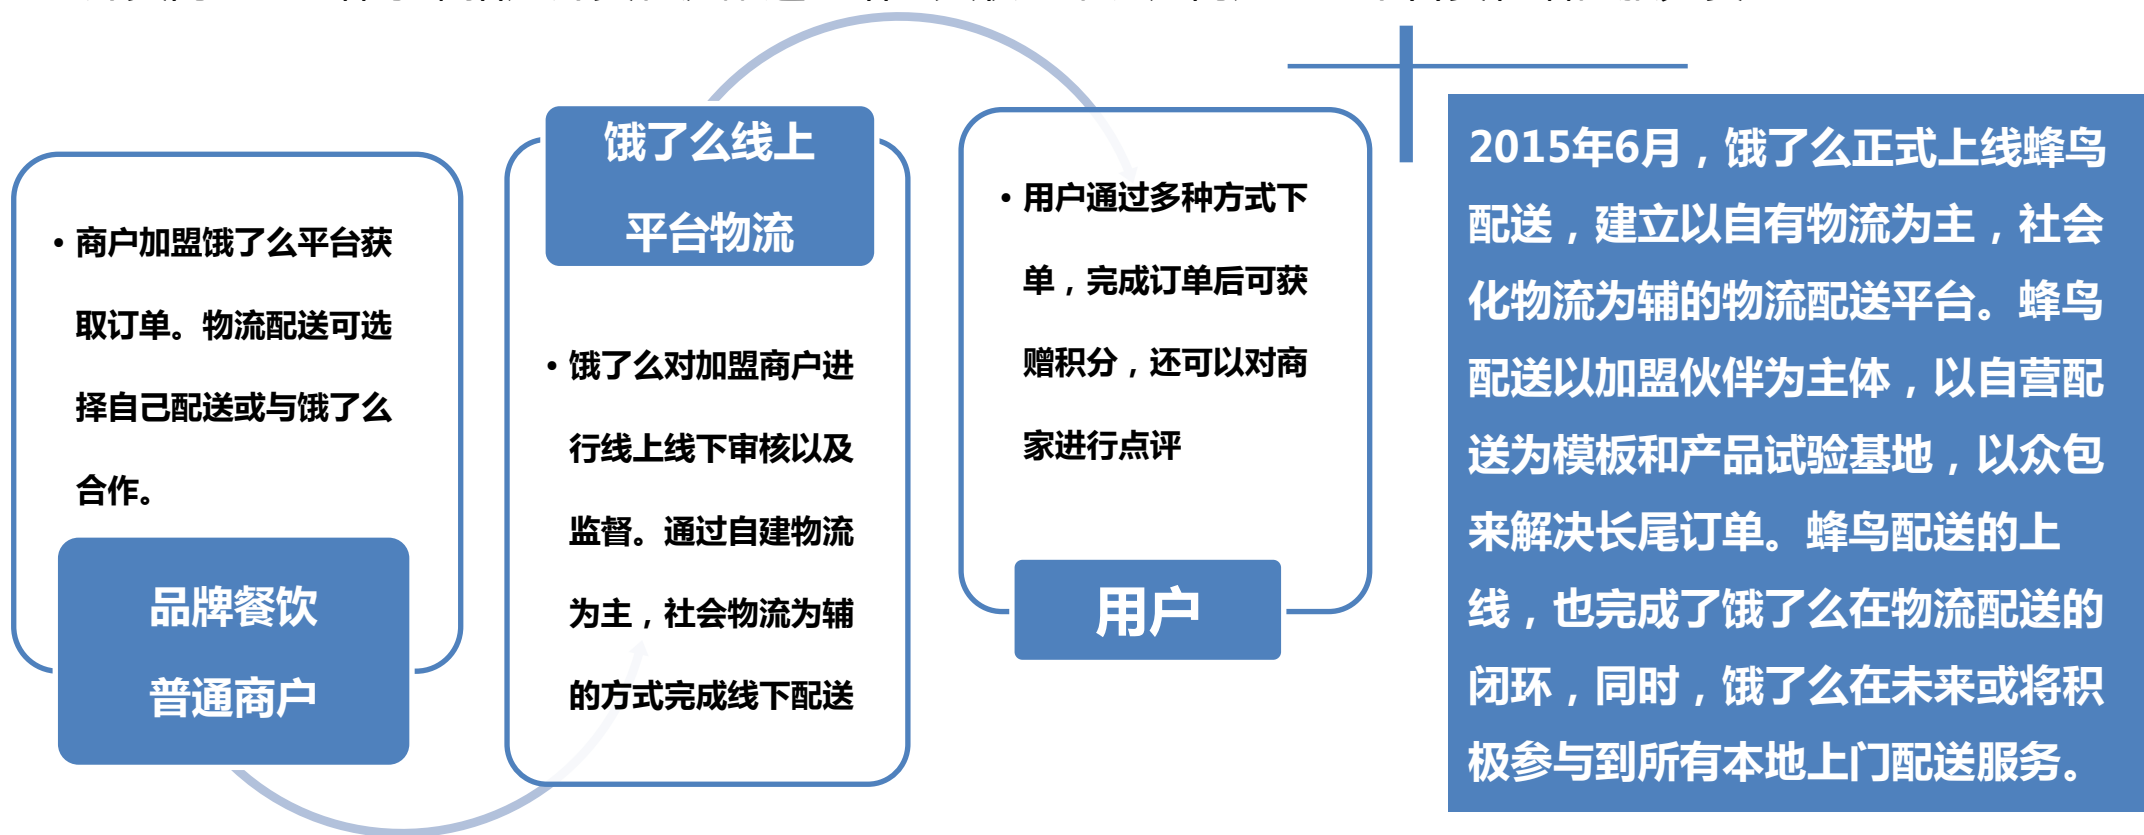 • 商户加盟饿了么平台获
取订单。物流配送可选
择自己配送或与饿了么
合作。
品牌餐饮
普通商户
饿了么线上
平台物流
• 饿了么对加盟商户进
行线上线下审核以及
监督。通过自建物流
为主，社会物流为辅
的方式完成线下配送
• 用户通过多种方式下
单，完成订单后可获
赠积分，还可以对商
家进行点评
用户
2015年6月，饿了么正式上线蜂鸟
配送，建立以自有物流为主，社会
化物流为辅的物流配送平台。蜂鸟
配送以加盟伙伴为主体，以自营配
送为模板和产品试验基地，以众包
来解决长尾订单。蜂鸟配送的上
线，也完成了饿了么在物流配送的
闭环，同时，饿了么在未来或将积
极参与到所有本地上门配送服务。